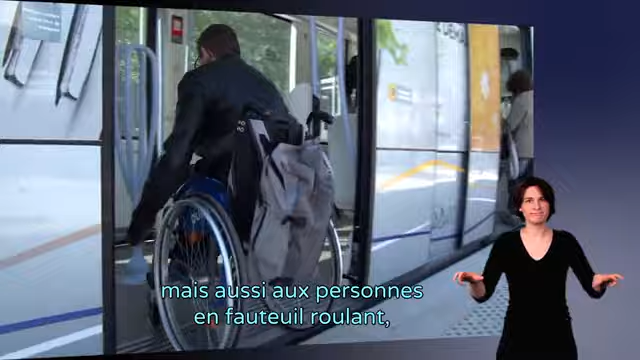 mais aussi aux personnes
en fauteuil roulant,